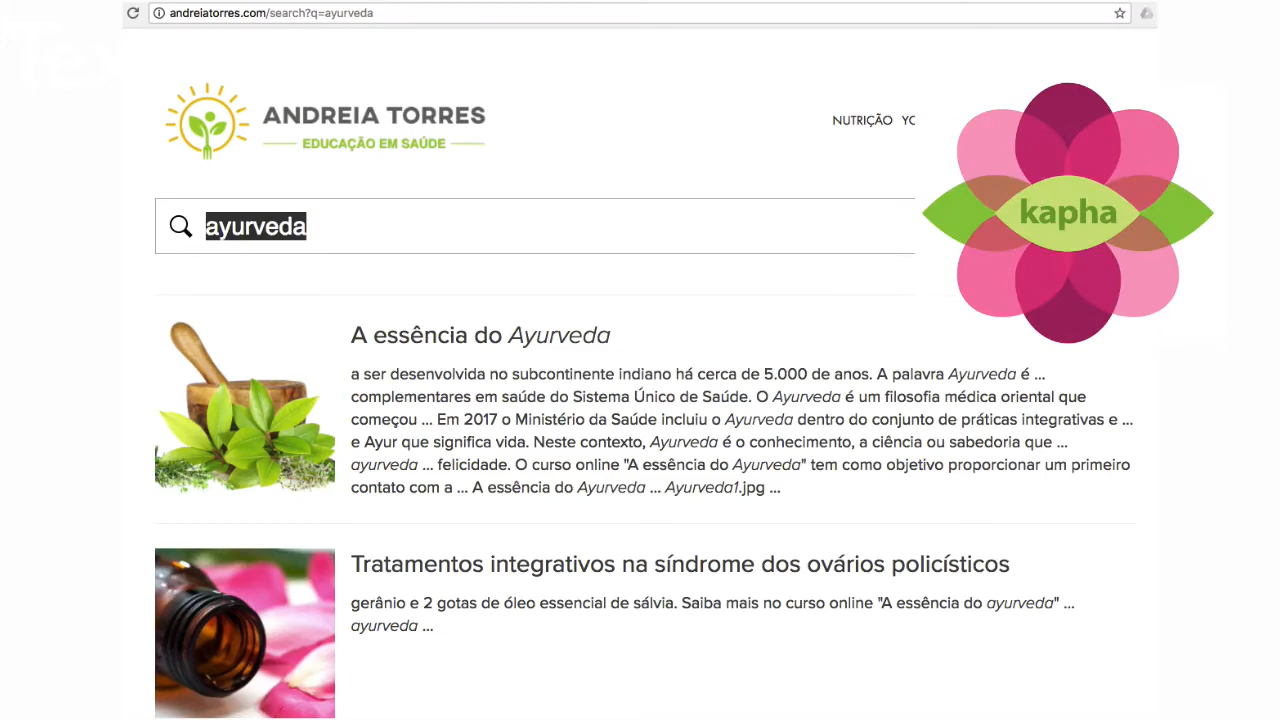 andreiatorres.com/search?q=ayurveda
ANDREIA TORRES
EDUCAÇÃO EM SAÚDE
NUTRIÇÃO
kapha
ayurveda
A essência do Ayurveda
a ser desenvolvida no subcontinente indiano há cerca de 5.000 de anos. A palavra Ayurveda é ...
complementares em saúde do Sistema Único de Saúde. O Ayurveda é um filosofia médica oriental que
começou ... Em 2017 o Ministério da Saúde incluiu o Ayurveda dentro do conjunto de práticas integrativas e ...
e Ayur que significa vida. Neste contexto, Ayurveda é o conhecimento, a ciência ou sabedoria que ...
ayurveda ... felicidade. O curso online "A essência do Ayurveda" tem como objetivo proporcionar um primeiro
contato com a ... A essência do Ayurveda ... Ayurveda1.jpg ...
Tratamentos integrativos na síndrome dos ovários policísticos
gerânio e 2 gotas de óleo essencial de sálvia. Saiba mais no curso online "A essência do ayurveda" ...
ayurveda ...